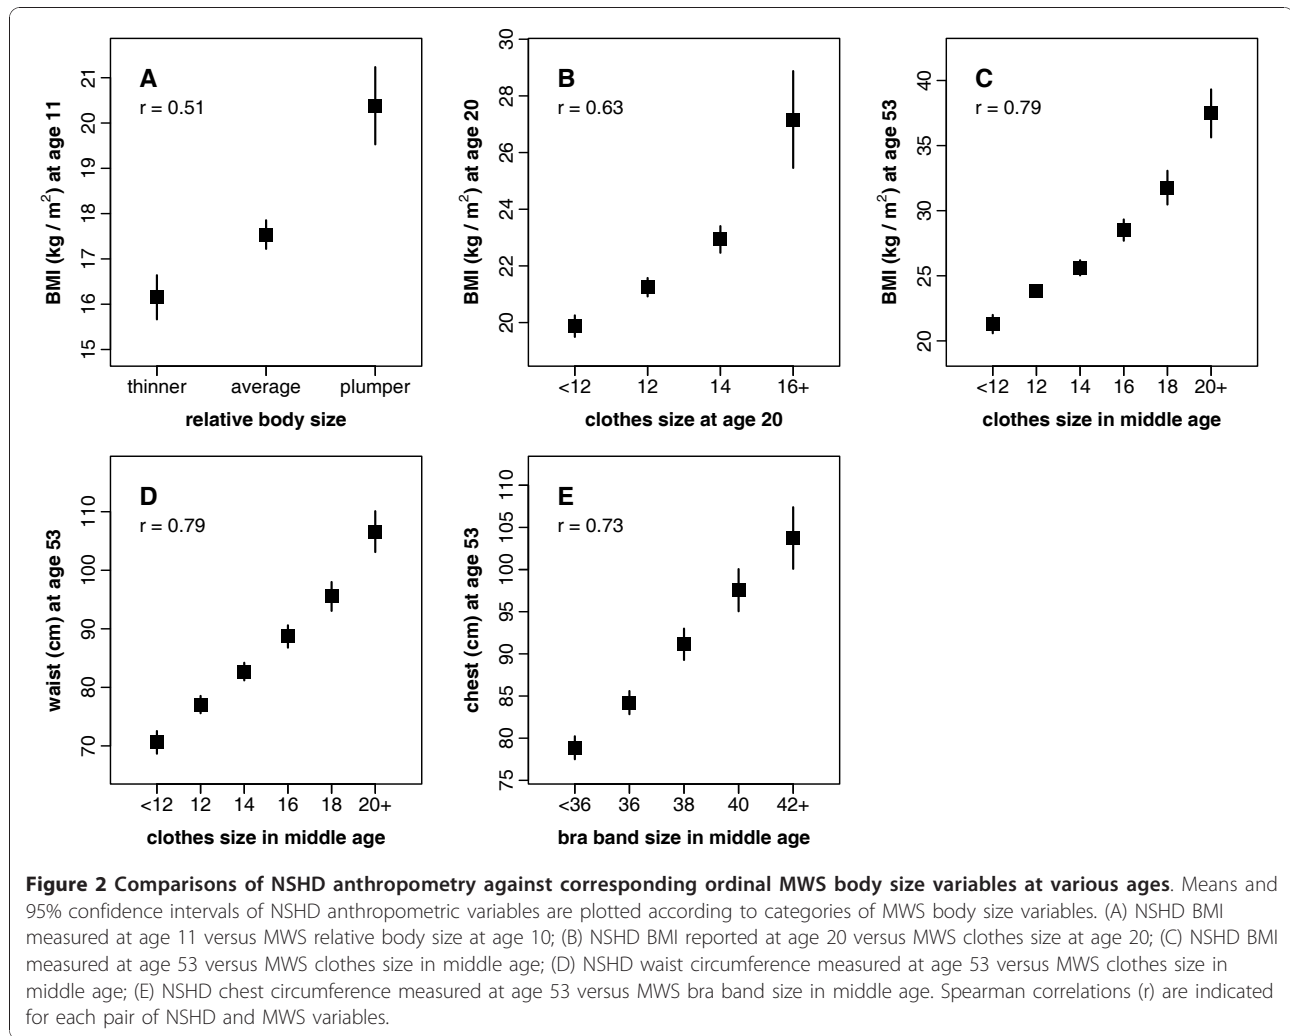 A
r = 0.51
BMI (kg / m²) at age 11
21
20
19
18
17
16
15
thinner average plumper
relative body size
B
r = 0.63
BMI (kg / m²) at age 20
30
28
26
24
22
20
<12 12 14 16+
clothes size at age 20
C
r = 0.79
BMI (kg / m²) at age 53
40
35
30
25
20
<12 12 14 16 18 20+
clothes size in middle age
D
r = 0.79
waist (cm) at age 53
110
100
90
80
70
<12 12 14 16 18 20+
clothes size in middle age
E
r = 0.73
chest (cm) at age 53
110
105
100
95
90
85
80
75
<36 36 38 40 42+
bra band size in middle age
Figure 2 Comparisons of NSHD anthropometry against corresponding ordinal MWS body size variables at various ages. Means and
95% confidence intervals of NSHD anthropometric variables are plotted according to categories of MWS body size variables. (A) NSHD BMI
measured at age 11 versus MWS relative body size at age 10; (B) NSHD BMI reported at age 20 versus MWS clothes size at age 20; (C) NSHD BMI
measured at age 53 versus MWS clothes size in middle age; (D) NSHD waist circumference measured at age 53 versus MWS clothes size in
middle age; (E) NSHD chest circumference measured at age 53 versus MWS bra band size in middle age. Spearman correlations (r) are indicated
for each pair of NSHD and MWS variables.